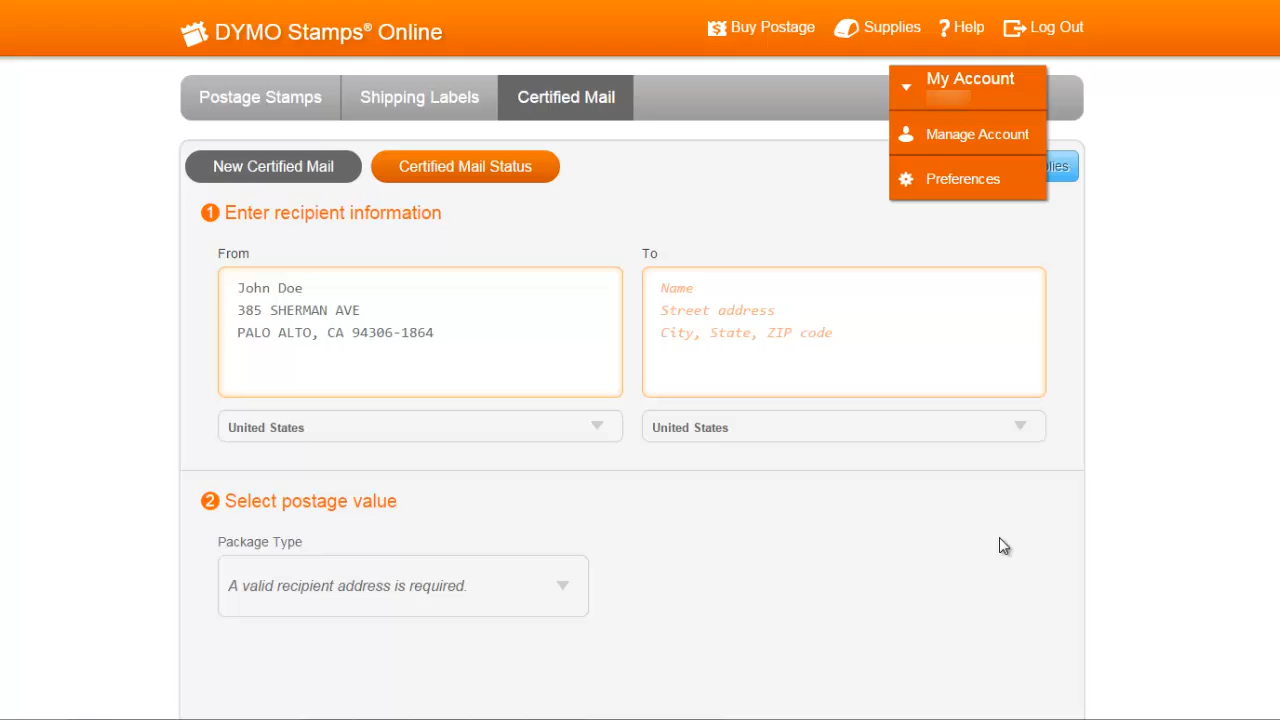 DYMO Stamps® Online
Buy Postage
Supplies
Help
Log Out
Postage Stamps
Shipping Labels
Certified Mail
My Account
Manage Account
Preferences
New Certified Mail
Certified Mail Status
1 Enter recipient information
From
To
John Doe
385 SHERMAN AVE
PALO ALTO, CA 94306-1864
Name
Street address
City, State, ZIP code
United States
United States
2 Select postage value
Package Type
A valid recipient address is required.